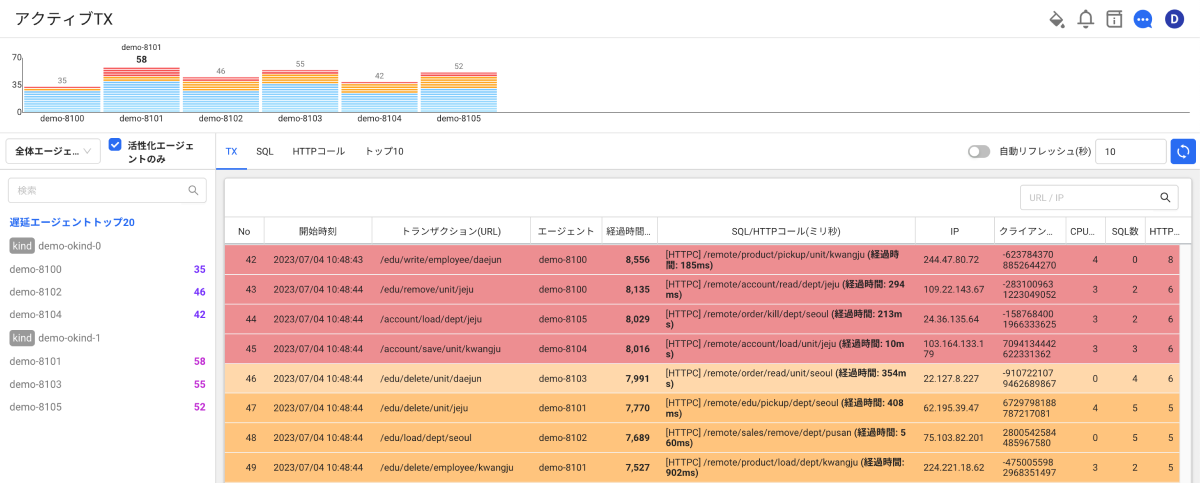 アクティブTX
D
demo-8101
70
35
0
35
58
46
55
42
52
demo-8100
demo-8101
demo-8102
demo-8103
demo-8104
demo-8105
全体エージェ...
活性化エージェ
ントのみ
TX
SQL
HTTPコール
トップ10
自動リフレッシュ(秒)
10
検索
URL / IP
遅延エージェントトップ20
kind demo-okind-0
demo-8100 35
demo-8102 46
demo-8104 42
kind demo-okind-1
demo-8101 58
demo-8103 55
demo-8105 52
No 開始時刻 トランザクション(URL) エージェント 経過時間... SQL/HTTPコール(ミリ秒) IP クライアン... CPU... SQL数 HTTP...
42 2023/07/04 10:48:43 /edu/write/employee/daejun demo-8100 8,556 [HTTPC] /remote/product/pickup/unit/kwangju (経過時 244.47.80.72 -623784370 4 0 8
間: 185ms) 8852644270
43 2023/07/04 10:48:44 /edu/remove/unit/jeju demo-8100 8,135 [HTTPC] /remote/account/read/dept/jeju (経過時間: 294 109.22.143.67 -283100963 3 2 6
ms) 1223049052
44 2023/07/04 10:48:44 /account/load/dept/jeju demo-8105 8,029 [HTTPC] /remote/order/kill/dept/seoul (経過時間: 213m 24.36.135.64 -158768400 3 2 6
s) 1966333625
45 2023/07/04 10:48:44 /account/save/unit/kwangju demo-8104 8,016 [HTTPC] /remote/account/load/unit/jeju (経過時間: 10m 103.164.133.1 7094134442 3 3 6
s) 79 622331362
46 2023/07/04 10:48:44 /edu/delete/unit/daejun demo-8103 7,991 [HTTPC] /remote/order/read/unit/seoul (経過時間: 354m 22.127.8.227 -910722107 0 4 6
s) 9462689867
47 2023/07/04 10:48:44 /edu/delete/unit/jeju demo-8101 7,770 [HTTPC] /remote/edu/pickup/dept/seoul (経過時間: 408 62.195.39.47 6729798188 4 5 5
ms) 787217081
48 2023/07/04 10:48:44 /edu/load/dept/seoul demo-8102 7,689 [HTTPC] /remote/sales/remove/dept/pusan (経過時間: 5 75.103.82.201 2800542584 0 5 5
60ms) 485967580
49 2023/07/04 10:48:44 /edu/delete/employee/kwangju demo-8101 7,527 [HTTPC] /remote/product/load/dept/kwangju (経過時間: 224.221.18.62 -475005598 3 2 5
902ms) 2968351497